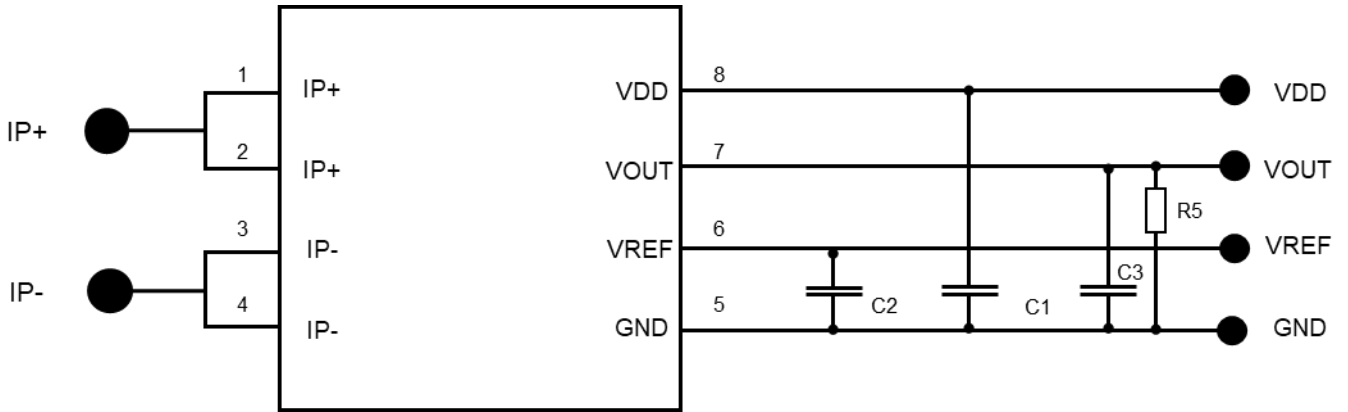 1
8
IP+
VDD
VDD
IP+
2
7
IP+
VOUT
VOUT
R5
3
6
IP-
VREF
VREF
C3
IP-
4
5
C2
C1
IP-
GND
GND